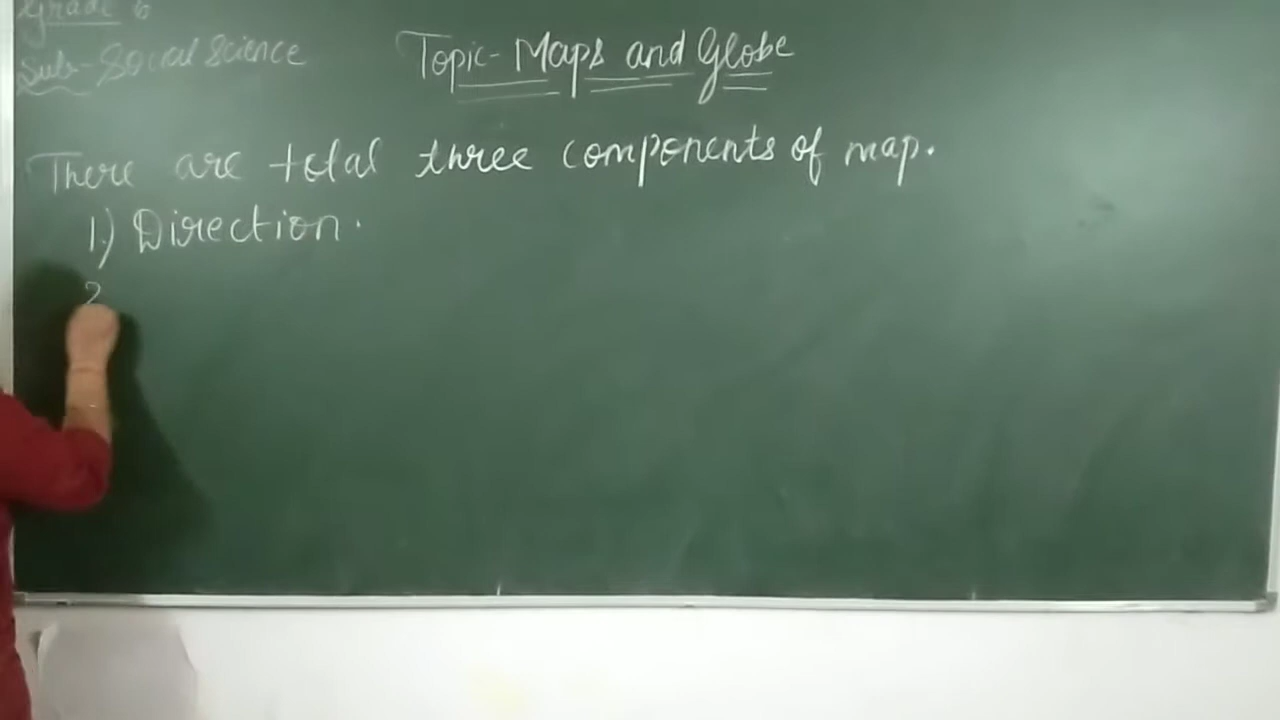 Grade 6
Sub- Social Science
Topic- Maps and Globe
There are total three components of map.
1.) Direction.
2